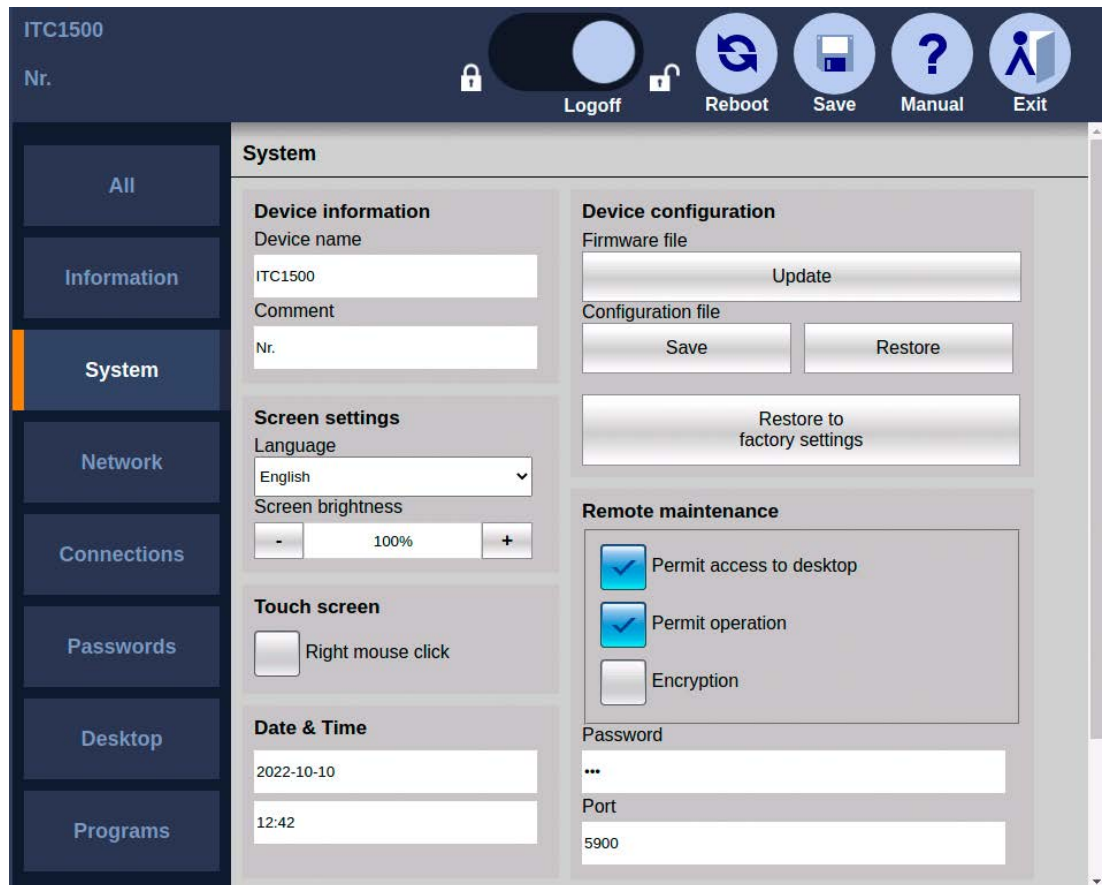 ITC1500
Nr.
Logoff
Reboot
Save
Manual
Exit
All
Information
System
Network
Connections
Passwords
Desktop
Programs
System
Device information
Device name
ITC1500
Comment
Nr.
Screen settings
Language
English
Screen brightness
-
100%
+
Touch screen
Right mouse click
Date & Time
2022-10-10
12:42
Device configuration
Firmware file
Update
Configuration file
Save
Restore
Restore to
factory settings
Remote maintenance
Permit access to desktop
Permit operation
Encryption
Password
•••
Port
5900